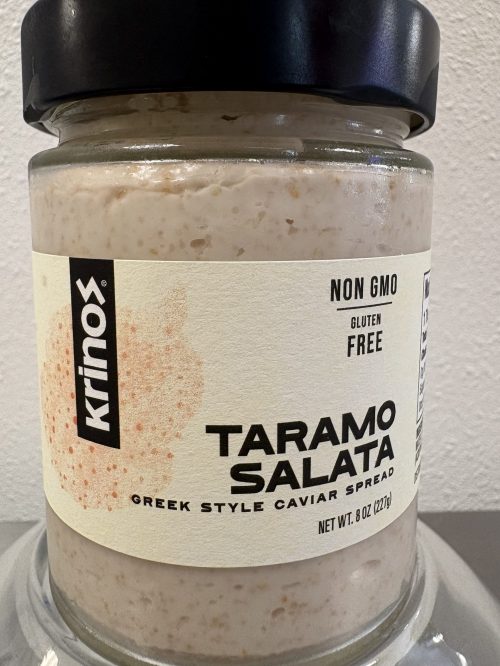 krinos®
NON GMO
GLUTEN
FREE
TARAMO
SALATA
GREEK STYLE CAVIAR SPREAD
NET WT. 8 OZ (227g)